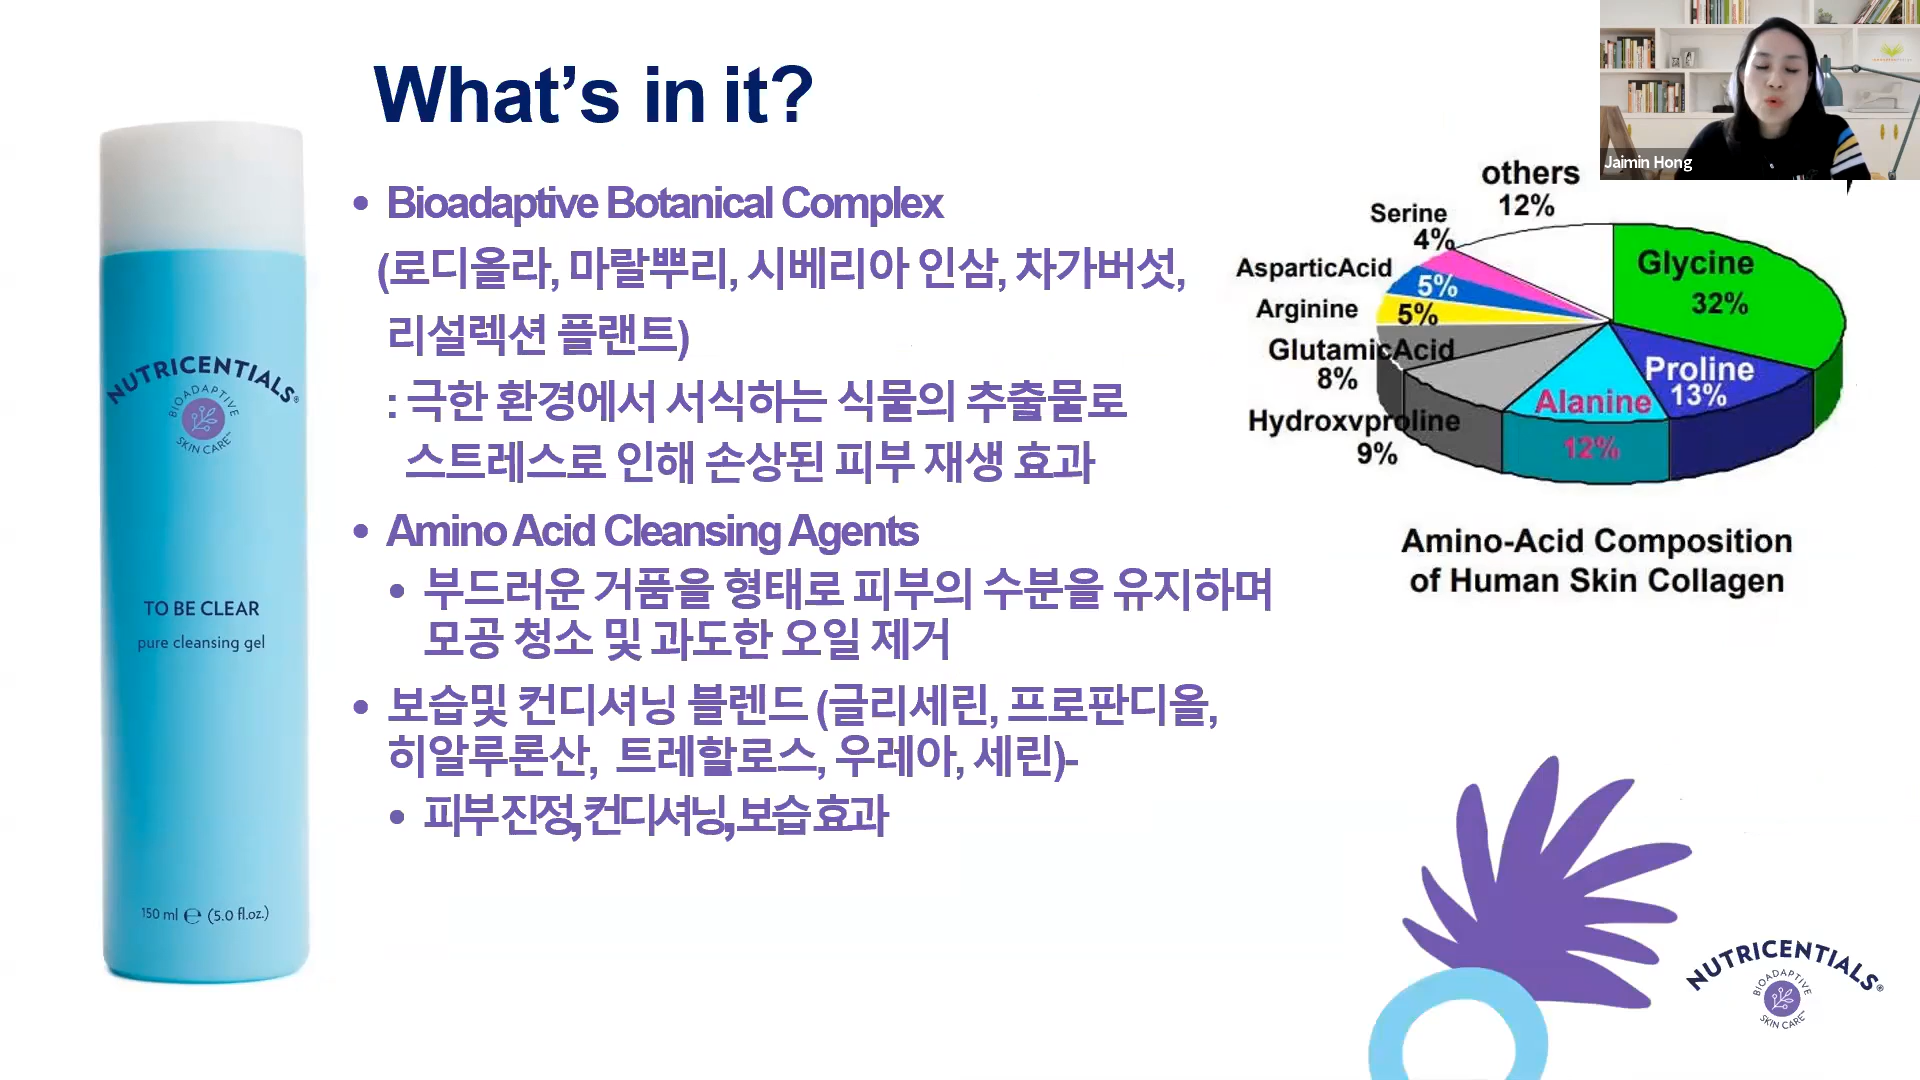 What's in it?
• Bioadaptive Botanical Complex
(로디올라, 마랄뿌리, 시베리아 인삼, 차가버섯,
리설렉션 플랜트)
: 극한 환경에서 서식하는 식물의 추출물로
스트레스로 인해 손상된 피부 재생 효과
• Amino Acid Cleansing Agents
• 부드러운 거품을 형태로 피부의 수분을 유지하며
모공 청소 및 과도한 오일 제거
• 보습및 컨디셔닝 블렌드 (글리세린, 프로판디올,
히알루론산, 트레할로스, 우레아, 세린)-
• 피부진정, 컨디셔닝, 보습 효과
NUTRICENTIALS®
BIOADAPTIVE
SKIN CARE™
TO BE CLEAR
pure cleansing gel
150 ml ℮ (5.0 fl.oz.)
Jaimin Hong
others
12%
Serine
4%
AsparticAcid
5%
Arginine
5%
GlutamicAcid
8%
Hydroxvproline
9%
Alanine
12%
Proline
13%
Glycine
32%
Amino-Acid Composition
of Human Skin Collagen
NUTRICENTIALS®
BIOADAPTIVE
SKIN CARE™